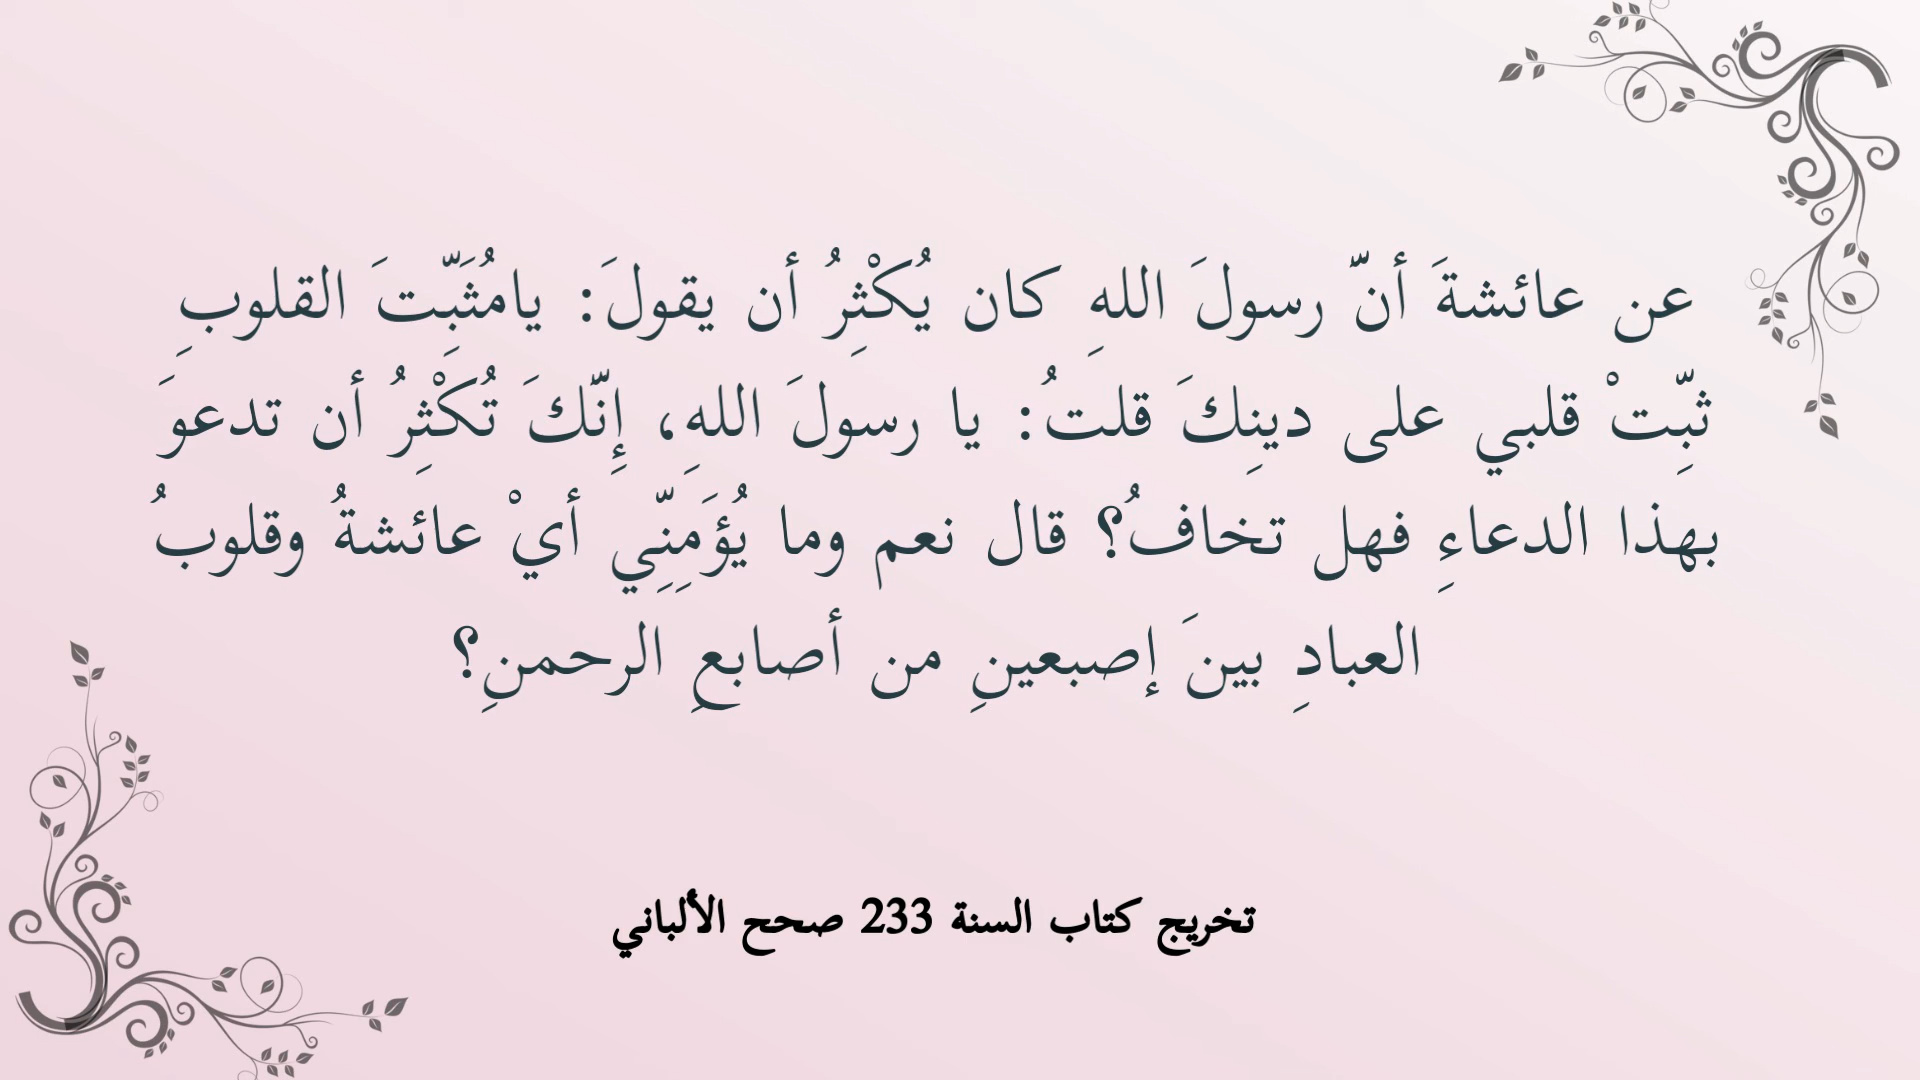 عن عائشةَ أنّ رسولَ اللهِ كان يُكْثِرُ أن يقولَ: يامُثَبِّتَ القلوبِ
ثبِّتْ قلبي على دينِكَ قلتُ: يا رسولَ اللهِ، إِنّكَ تُكْثِرُ أن تدعوَ
بهذا الدعاءِ فهل تخافُ؟ قال نعم وما يُؤَمِنِّي أيْ عائشةُ وقلوبُ
العبادِ بينَ إصبعينِ من أصابعِ الرحمنِ؟
تخريج كتاب السنة 233 صحح الألباني